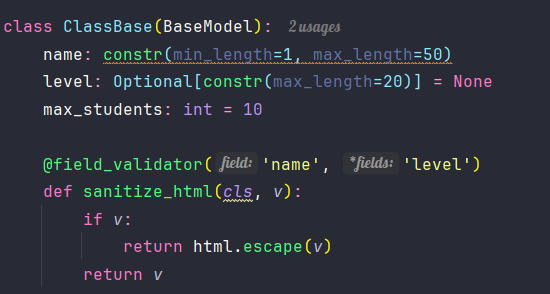 class ClassBase(BaseModel): 2 usages
    name: constr(min_length=1, max_length=50)
    level: Optional[constr(max_length=20)] = None
    max_students: int = 10
    @field_validator( field: 'name', *fields: 'level')
    def sanitize_html(cls, v):
        if v:
            return html.escape(v)
        return v